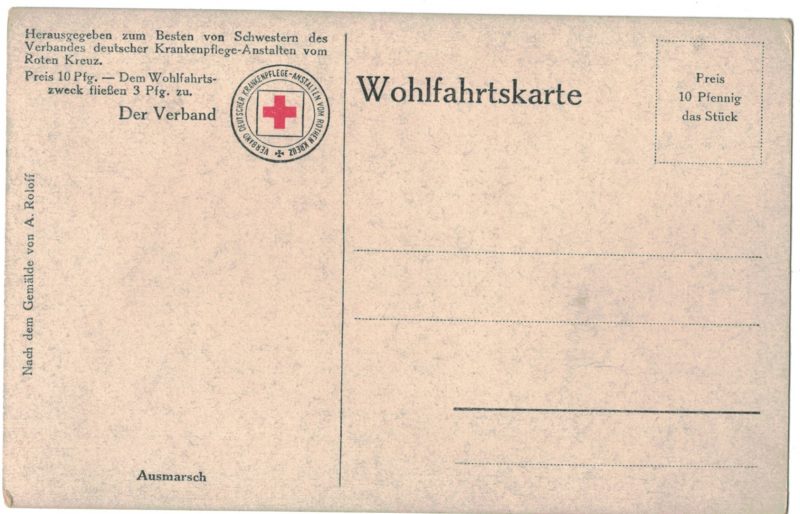 Herausgegeben zum Besten von Schwestern des
Verbandes deutscher Krankenpflege-Anstalten vom
Roten Kreuz.
Preis 10 Pfg. — Dem Wohlfahrts-
zweck fließen 3 Pfg. zu.
Der Verband
VERBAND DEUTSCHER KRANKENPFLEGE-ANSTALTEN VOM ROTHEN KREUZ
Nach dem Gemälde von A. Roloff
Ausmarsch
Wohlfahrtskarte
Preis
10 Pfennig
das Stück